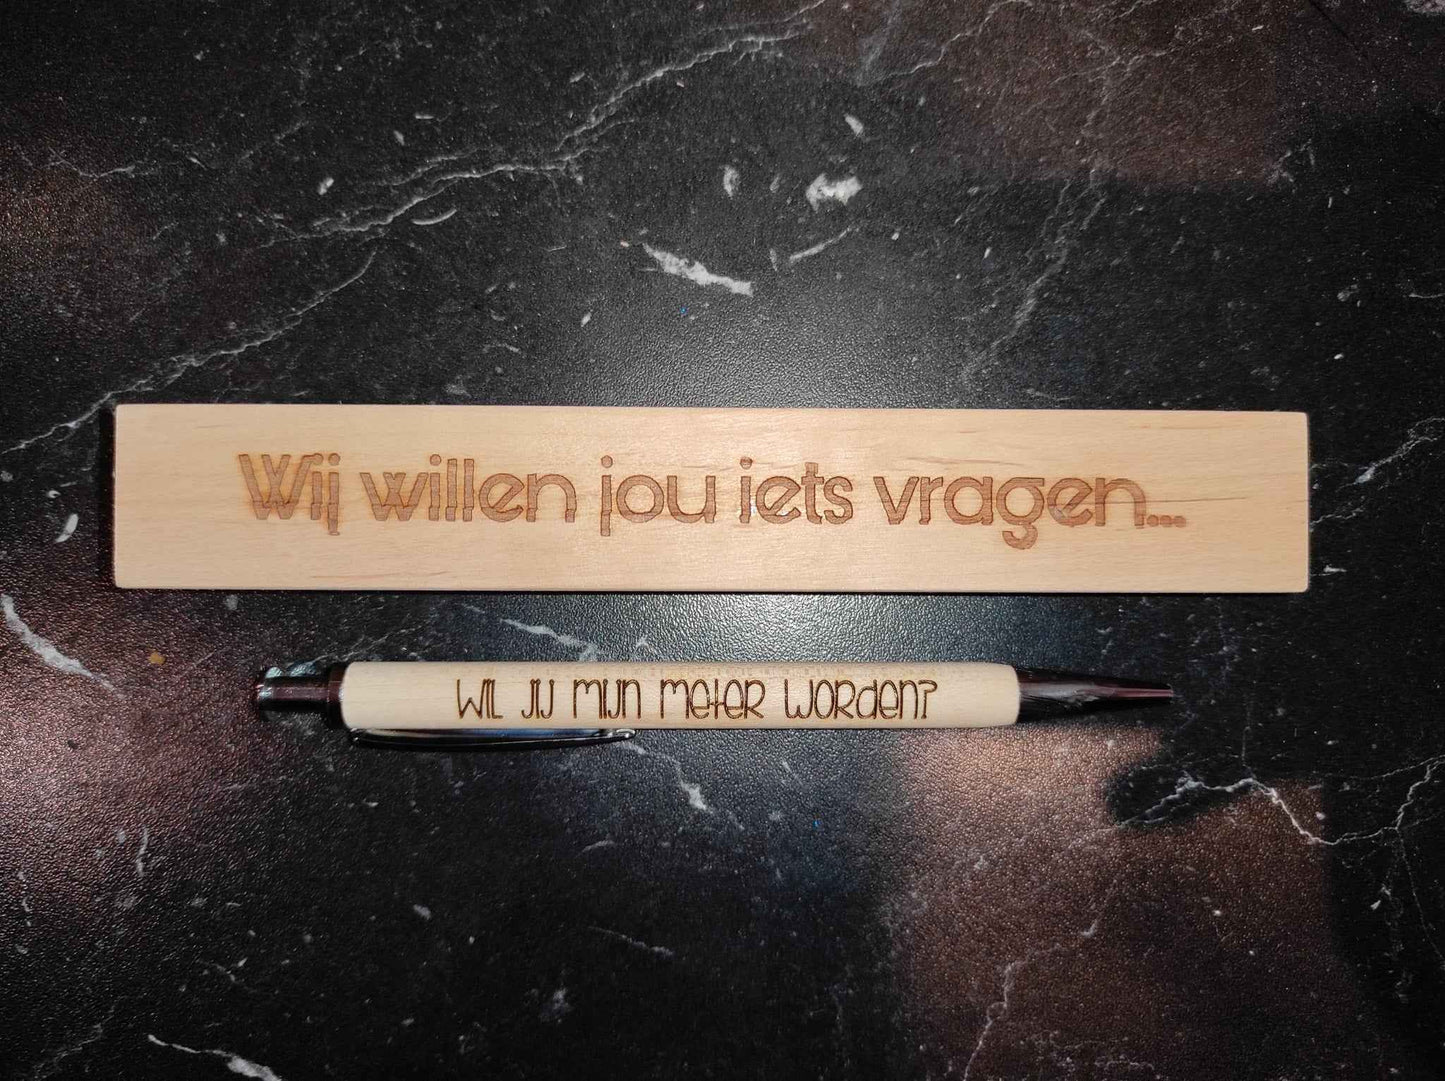 Wij willen jou iets vragen...
WIL JIJ MIJN METER WORDEN?